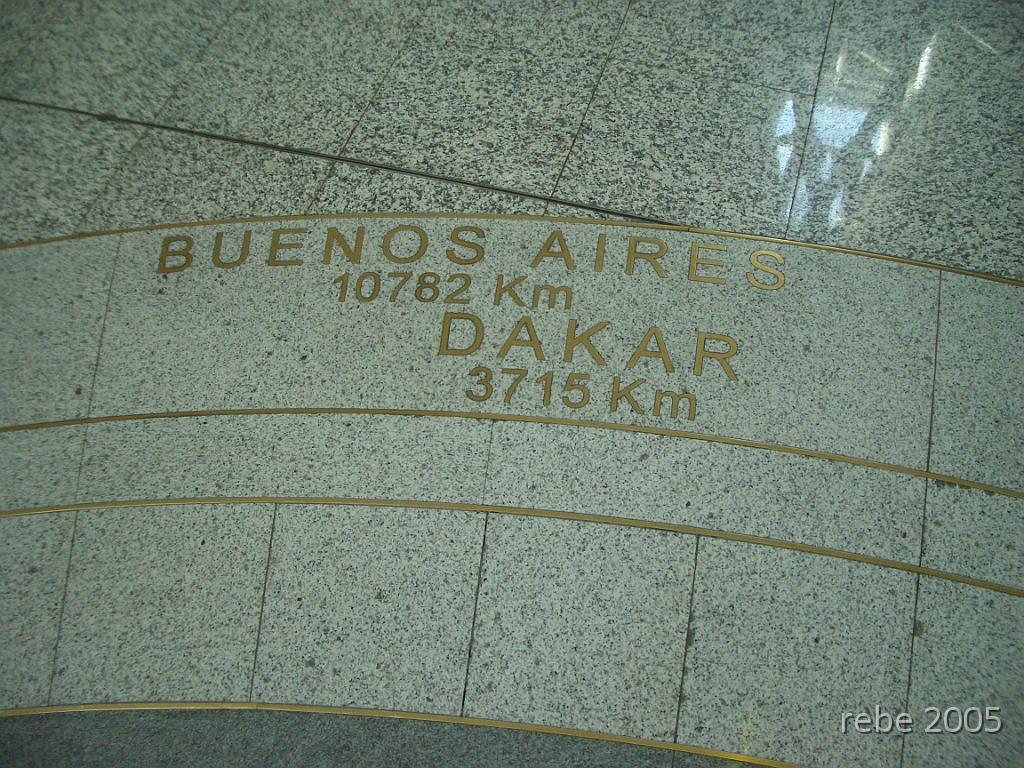 BUENOS AIRES
10782 Km
DAKAR
3715 Km
rebe 2005